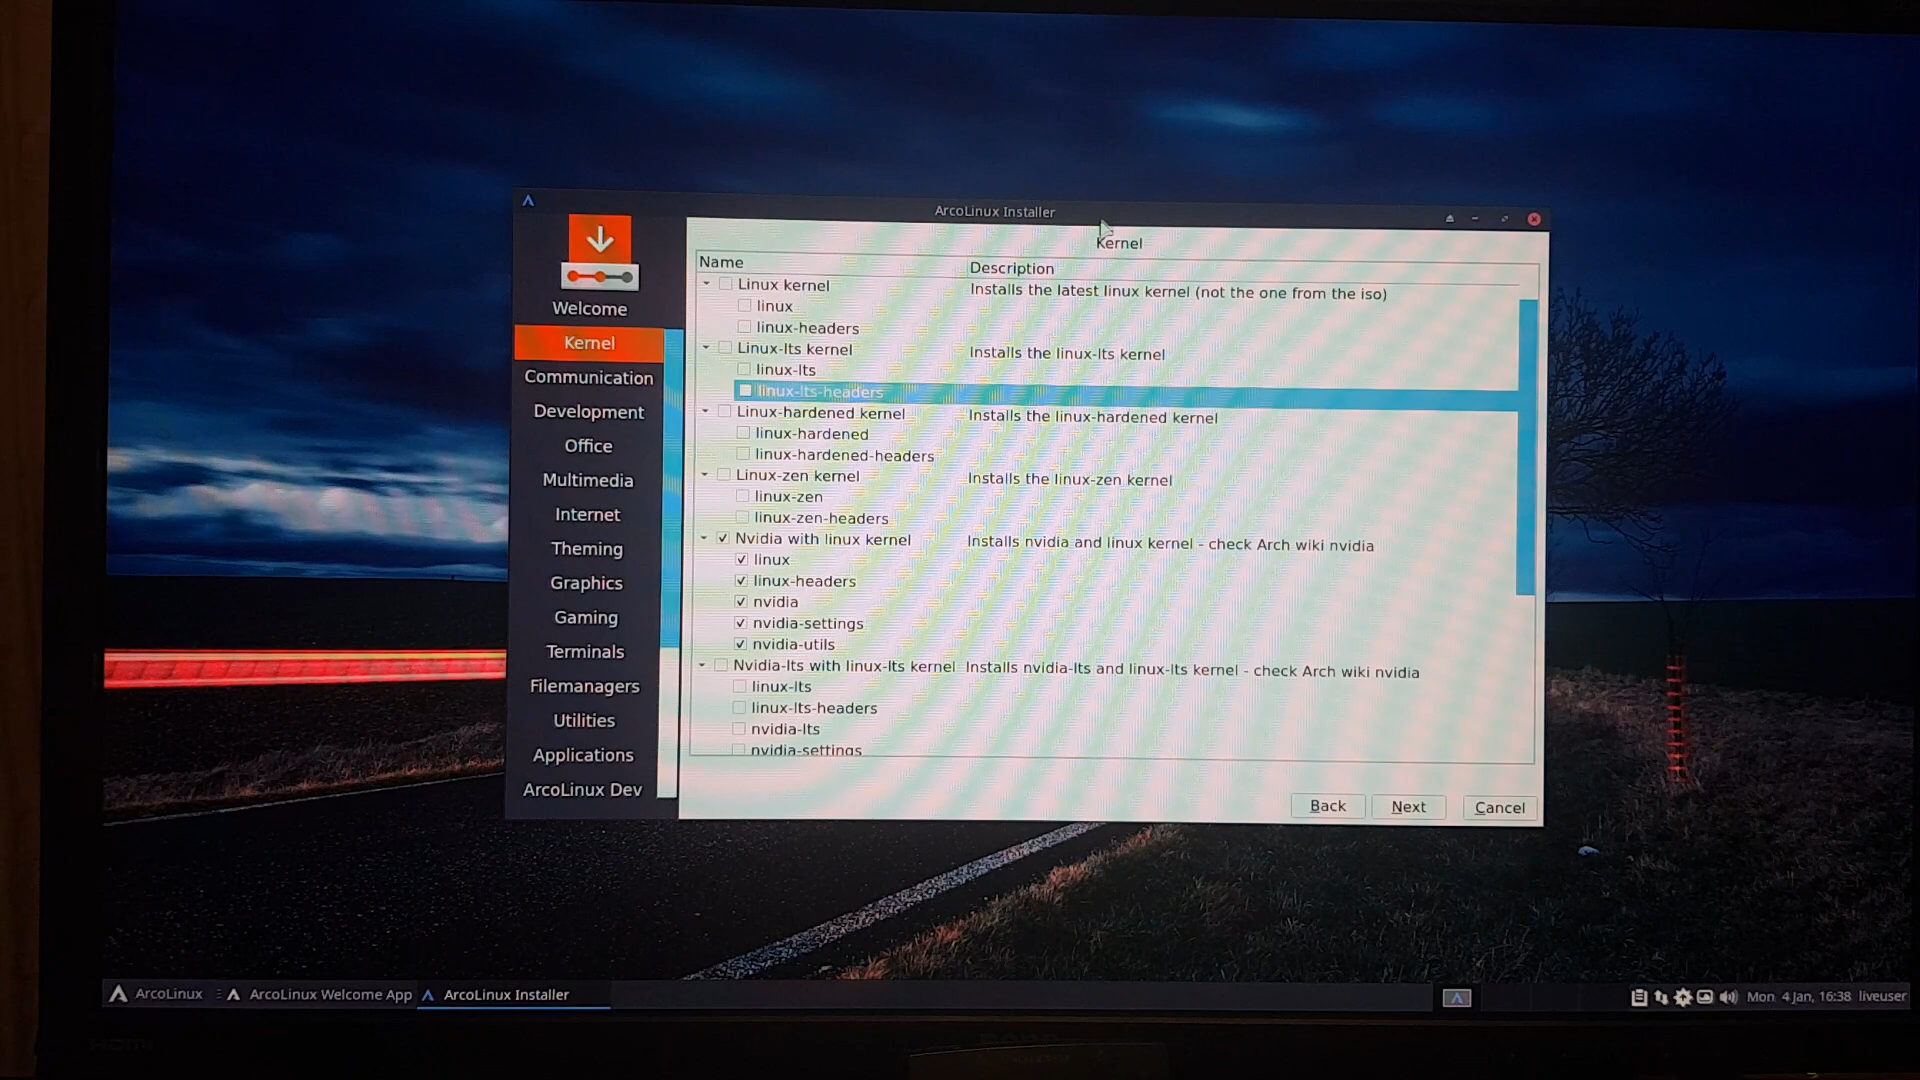 ArcoLinux Installer
Welcome
Kernel
Communication
Development
Office
Multimedia
Internet
Theming
Graphics
Gaming
Terminals
Filemanagers
Utilities
Applications
ArcoLinux Dev
Kernel
Name Description
Linux kernel Installs the latest linux kernel (not the one from the iso)
linux
linux-headers
Linux-lts kernel Installs the linux-lts kernel
linux-lts
linux-lts-headers
Linux-hardened kernel Installs the linux-hardened kernel
linux-hardened
linux-hardened-headers
Linux-zen kernel Installs the linux-zen kernel
linux-zen
linux-zen-headers
Nvidia with linux kernel Installs nvidia and linux kernel - check Arch wiki nvidia
linux
linux-headers
nvidia
nvidia-settings
nvidia-utils
Nvidia-lts with linux-lts kernel Installs nvidia-lts and linux-lts kernel - check Arch wiki nvidia
linux-lts
linux-lts-headers
nvidia-lts
nvidia-settings
Back Next Cancel
ArcoLinux ArcoLinux Welcome App ArcoLinux Installer Mon 4 Jan, 16:38 liveuser
HDMI